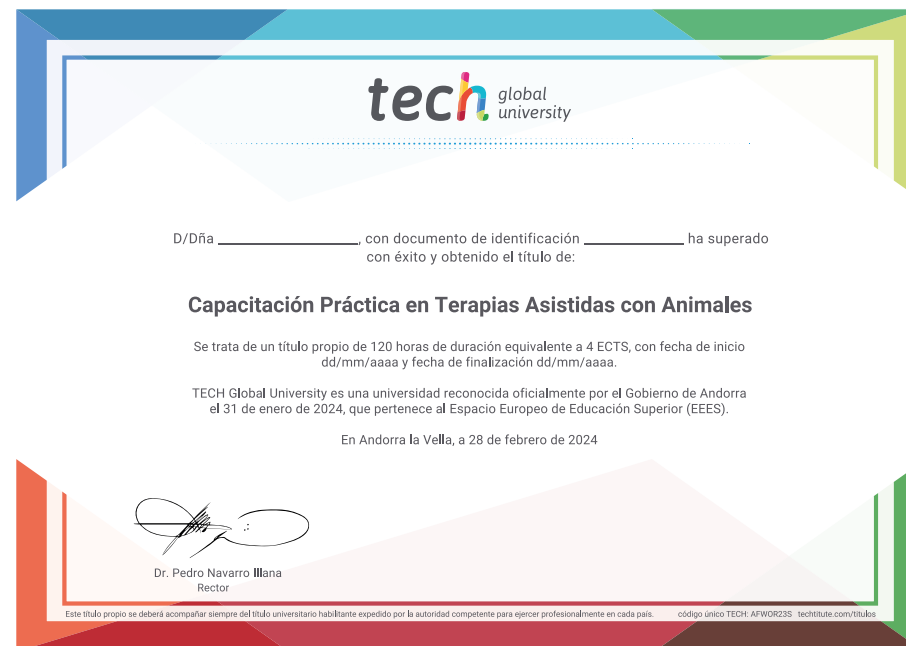 tech global university
D/Dña ________________, con documento de identificación ____________ ha superado
con éxito y obtenido el título de:
Capacitación Práctica en Terapias Asistidas con Animales
Se trata de un título propio de 120 horas de duración equivalente a 4 ECTS, con fecha de inicio
dd/mm/aaaa y fecha de finalización dd/mm/aaaa.
TECH Global University es una universidad reconocida oficialmente por el Gobierno de Andorra
el 31 de enero de 2024, que pertenece al Espacio Europeo de Educación Superior (EEES).
En Andorra la Vella, a 28 de febrero de 2024
Dr. Pedro Navarro Illana
Rector
Este título propio se deberá acompañar siempre del título universitario habilitante expedido por la autoridad competente para ejercer profesionalmente en cada país. código único TECH: AFWOR23S techtitute.com/titulos